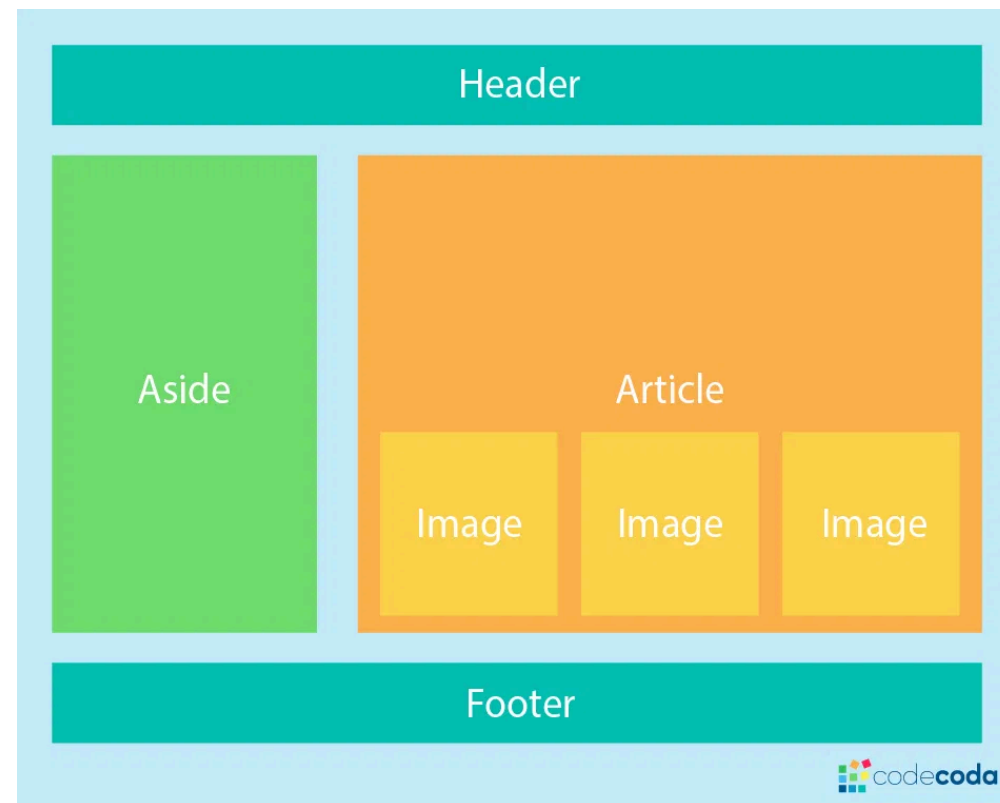 Header
Aside
Article
Image Image Image
Footer
codecoda